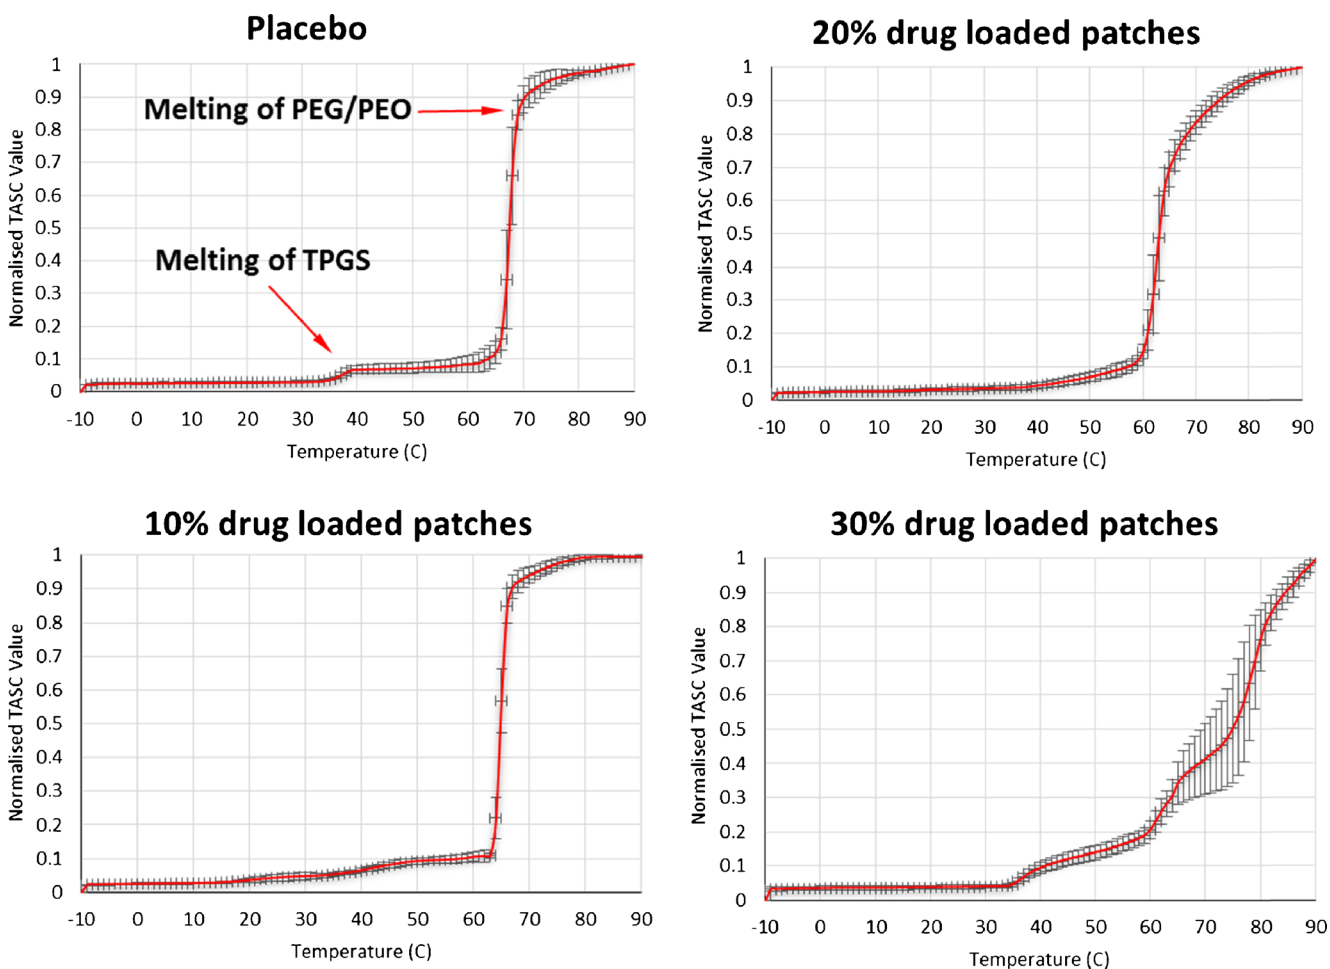 Placebo
1
0.9
0.8
0.7
0.6
0.5
0.4
0.3
0.2
0.1
0
Normalised TASC Value
Melting of PEG/PEO
Melting of TPGS
-10 0 10 20 30 40 50 60 70 80 90
Temperature (C)
20% drug loaded patches
1
0.9
0.8
0.7
0.6
0.5
0.4
0.3
0.2
0.1
0
Normalised TASC Value
-10 0 10 20 30 40 50 60 70 80 90
Temperature (C)
10% drug loaded patches
1
0.9
0.8
0.7
0.6
0.5
0.4
0.3
0.2
0.1
0
Normalised TASC Value
-10 0 10 20 30 40 50 60 70 80 90
Temperature (C)
30% drug loaded patches
1
0.9
0.8
0.7
0.6
0.5
0.4
0.3
0.2
0.1
0
Normalised TASC Value
-10 0 10 20 30 40 50 60 70 80 90
Temperature (C)